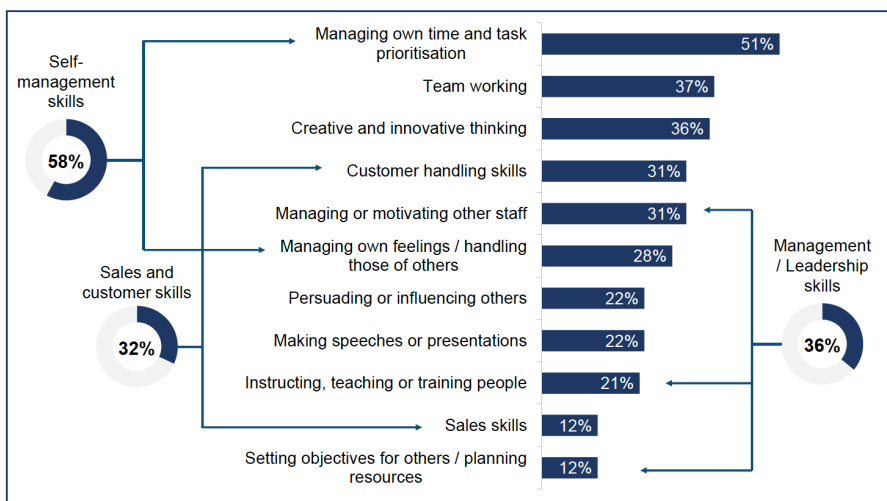 Managing own time and task
prioritisation
51%
Self-
management
skills
58%
Team working
37%
Creative and innovative thinking
36%
Customer handling skills
31%
Managing or motivating other staff
31%
Managing own feelings / handling
those of others
28%
Management
/ Leadership
skills
36%
Sales and
customer skills
32%
Persuading or influencing others
22%
Making speeches or presentations
22%
Instructing, teaching or training people
21%
Sales skills
12%
Setting objectives for others / planning
resources
12%